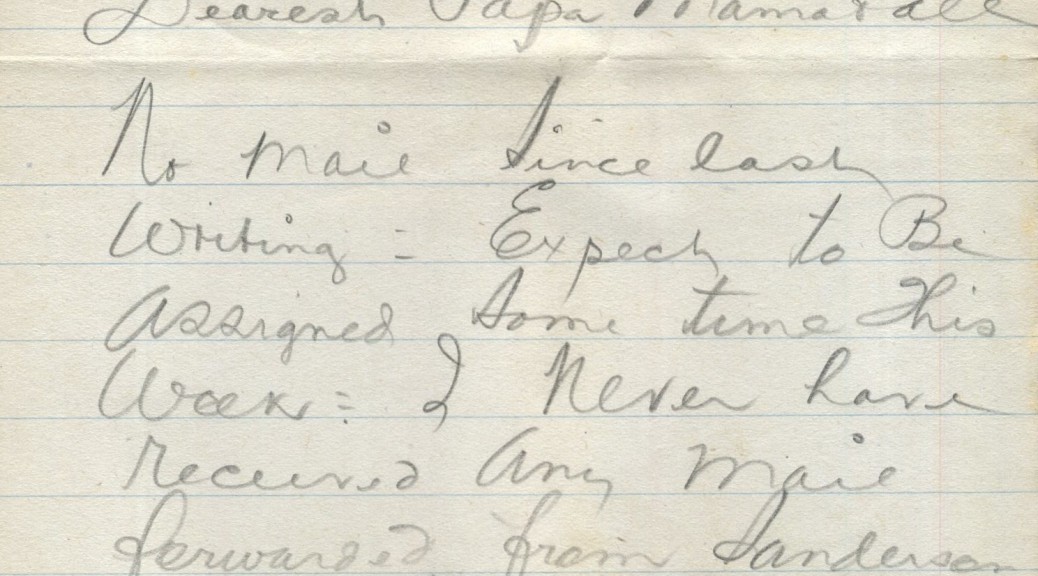 Dearest Papa Mama & all
No mail Since last
Writing = Expect to Be
Assigned Some time This
Week = I Never have
received Any mail
forwarded from Sanderson